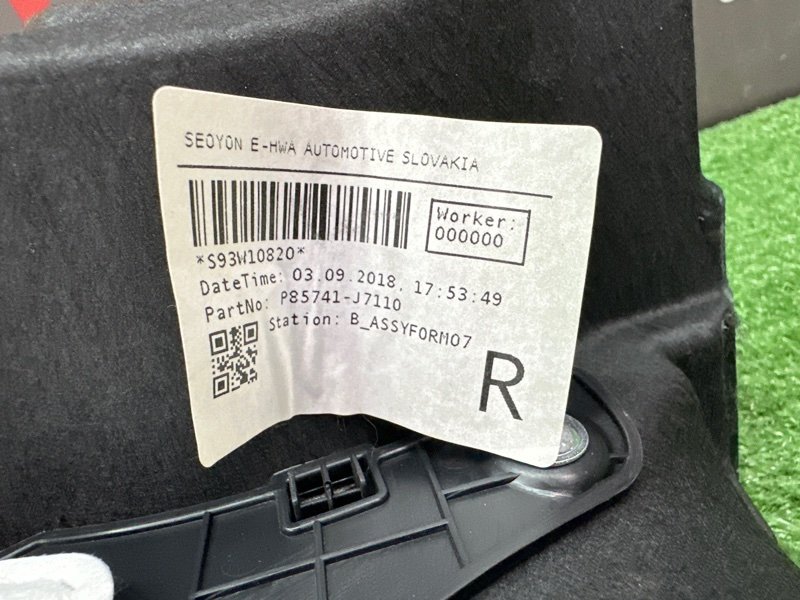 SEOYON E-HWA AUTOMOTIVE SLOVAKIA
Worker:
000000
*S93W10820*
DateTime: 03.09.2018, 17:53:49
PartNo: P85741-J7110
Station: B_ASSYFORM07
R